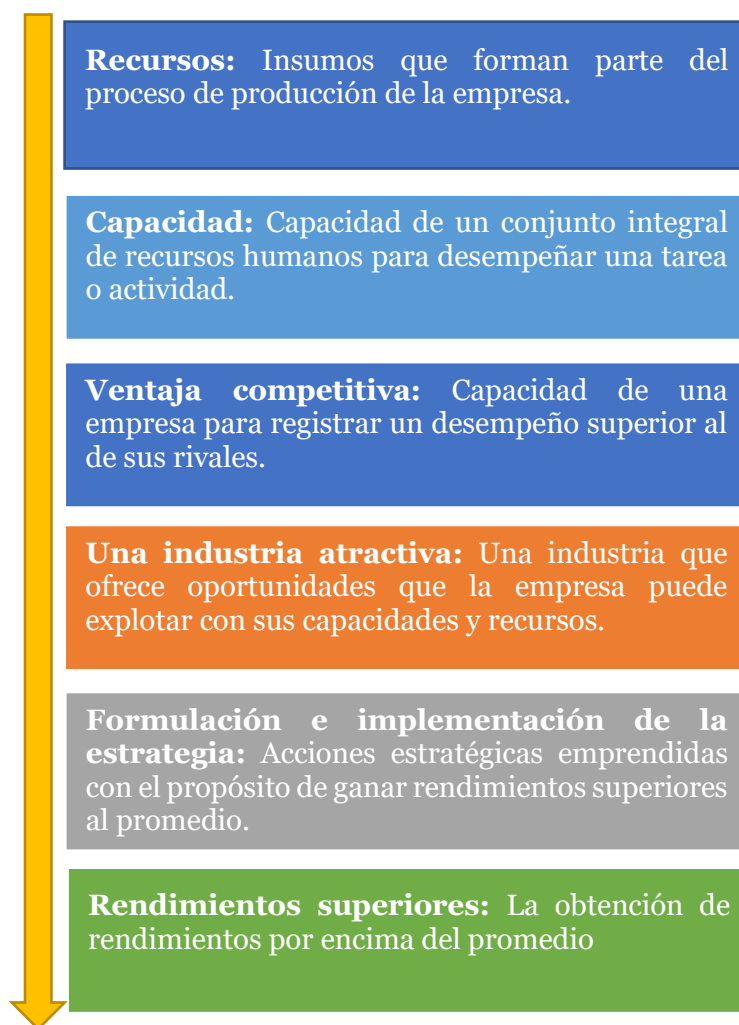 Recursos: Insumos que forman parte del
proceso de producción de la empresa.
Capacidad: Capacidad de un conjunto integral
de recursos humanos para desempeñar una tarea
o actividad.
Ventaja competitiva: Capacidad de una
empresa para registrar un desempeño superior al
de sus rivales.
Una industria atractiva: Una industria que
ofrece oportunidades que la empresa puede
explotar con sus capacidades y recursos.
Formulación e implementación de la
estrategia: Acciones estratégicas emprendidas
con el propósito de ganar rendimientos superiores
al promedio.
Rendimientos superiores: La obtención de
rendimientos por encima del promedio